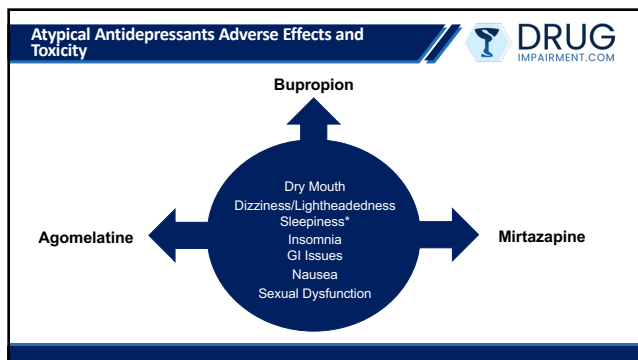 Atypical Antidepressants Adverse Effects and
Toxicity
DRUG
IMPAIRMENT.COM
Bupropion
Dry Mouth
Dizziness/Lightheadedness
Sleepiness*
Insomnia
GI Issues
Nausea
Sexual Dysfunction
Agomelatine
Mirtazapine